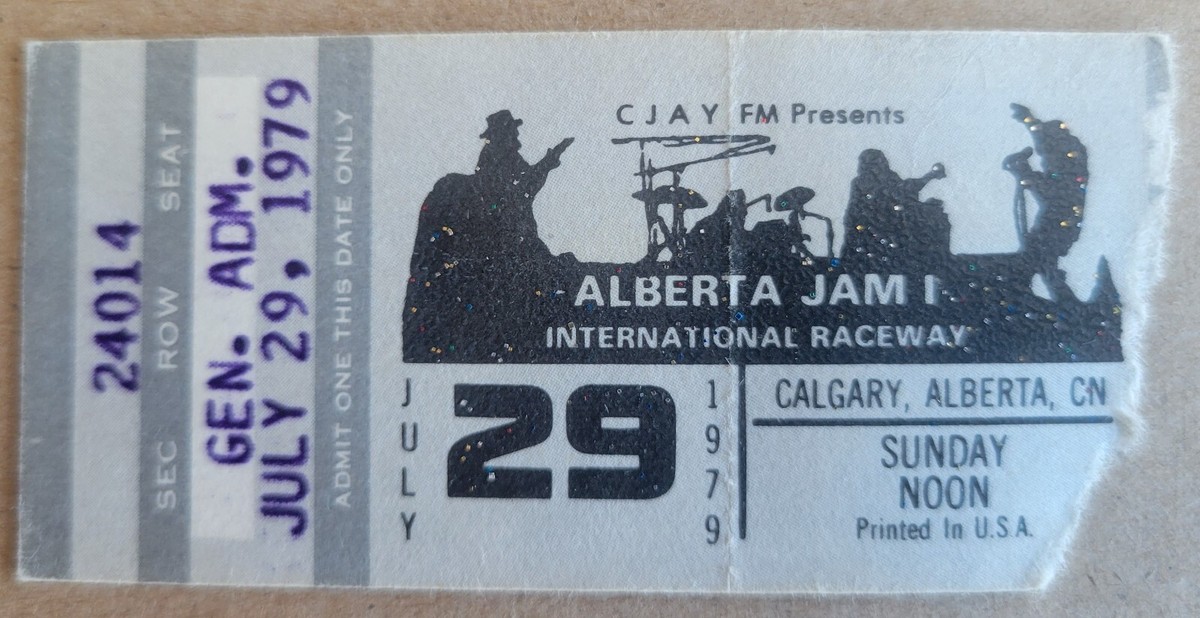 24014
SEC ROW SEAT
GEN. ADM.
JULY 29, 1979
ADMIT ONE THIS DATE ONLY
CJAY FM Presents
ALBERTA JAM I
INTERNATIONAL RACEWAY
JULY 29 1979
CALGARY, ALBERTA, CN
SUNDAY
NOON
Printed In U.S.A.